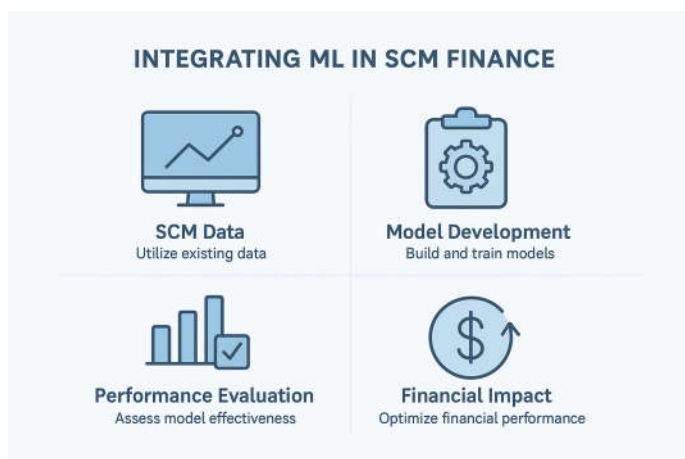 INTEGRATING ML IN SCM FINANCE
SCM Data
Utilize existing data
Model Development
Build and train models
Performance Evaluation
Assess model effectiveness
Financial Impact
Optimize financial performance